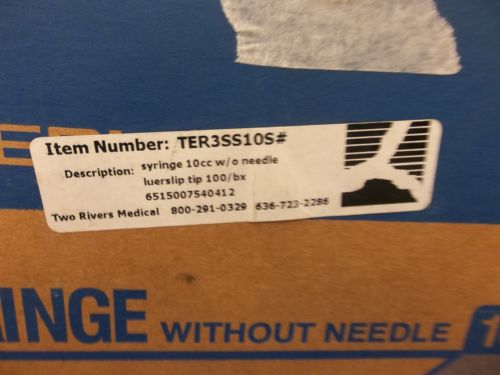 Item Number: TER3SS10S#
Description: syringe 10cc w/o needle
luerslip tip 100/bx
6515007540412
Two Rivers Medical 800-291-0329 636-723-2286
INGE WITHOUT NEEDLE 1